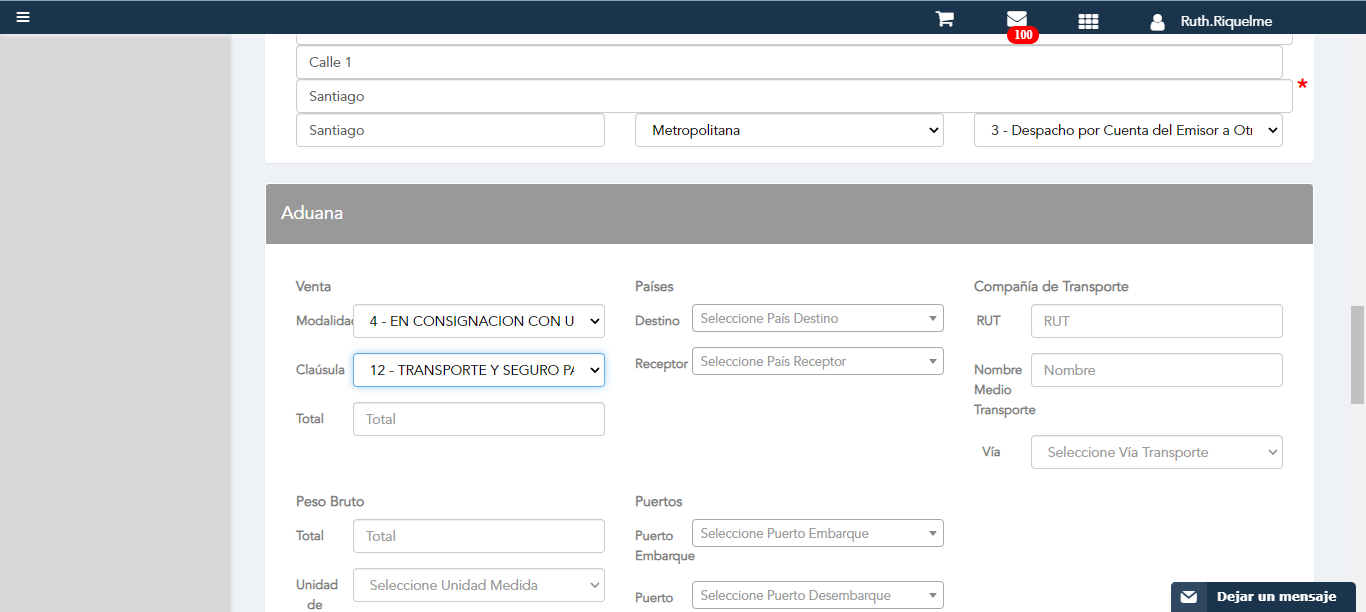 Ruth.Riquelme
100
Calle 1
Santiago
*
Santiago
Metropolitana
3 - Despacho por Cuenta del Emisor a Otr
Aduana
Venta
Países
Compañía de Transporte
Modalidad
4 - EN CONSIGNACION CON U
Destino
Seleccione País Destino
RUT
RUT
Claúsula
12 - TRANSPORTE Y SEGURO PA
Receptor
Seleccione País Receptor
Nombre
Medio
Transporte
Nombre
Total
Total
Vía
Seleccione Vía Transporte
Peso Bruto
Puertos
Total
Total
Puerto
Embarque
Seleccione Puerto Embarque
Unidad
de
Seleccione Unidad Medida
Puerto
Seleccione Puerto Desembarque
Dejar un mensaje